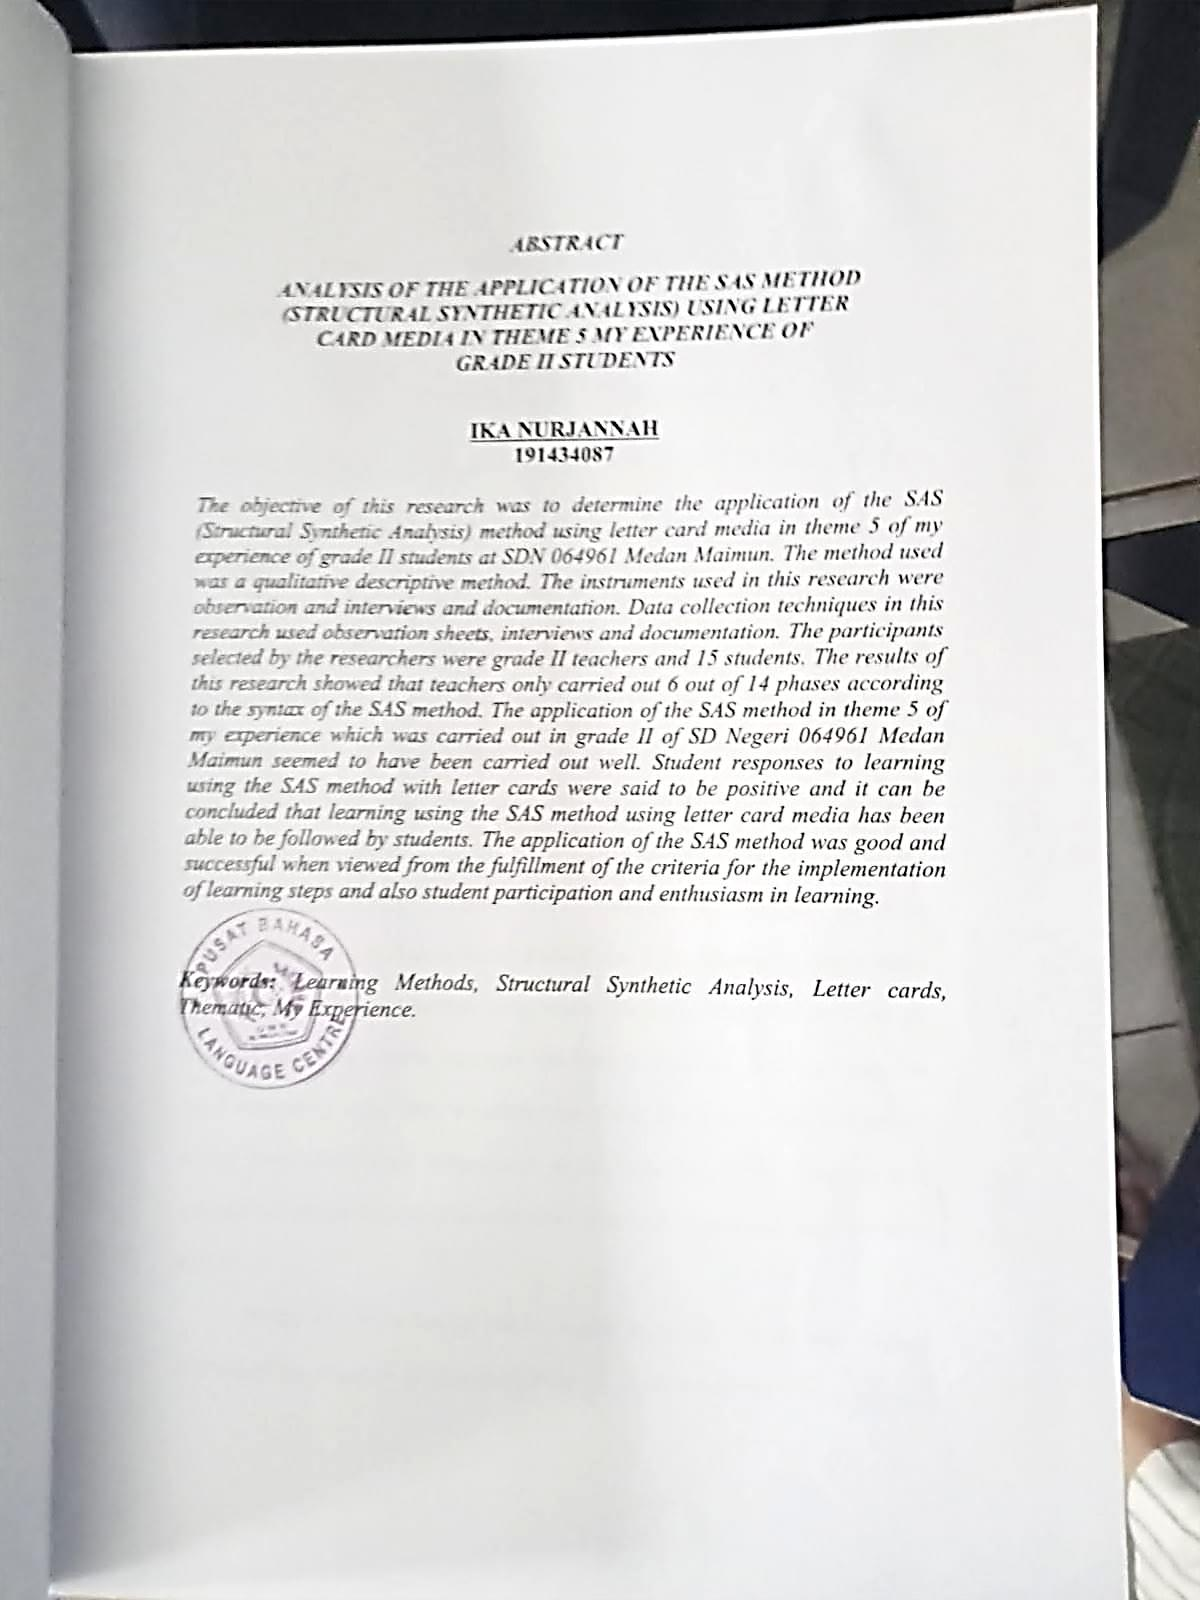 ABSTRACT
ANALYSIS OF THE APPLICATION OF THE SAS METHOD
(STRUCTURAL SYNTHETIC ANALYSIS) USING LETTER
CARD MEDIA IN THEME 5 MY EXPERIENCE OF
GRADE II STUDENTS
IKA NURJANNAH
191434087
The objective of this research was to determine the application of the SAS
(Structural Synthetic Analysis) method using letter card media in theme 5 of my
experience of grade II students at SDN 064961 Medan Maimun. The method used
was a qualitative descriptive method. The instruments used in this research were
observation and interviews and documentation. Data collection techniques in this
research used observation sheets, interviews and documentation. The participants
selected by the researchers were grade II teachers and 15 students. The results of
this research showed that teachers only carried out 6 out of 14 phases according
to the syntax of the SAS method. The application of the SAS method in theme 5 of
my experience which was carried out in grade II of SD Negeri 064961 Medan
Maimun seemed to have been carried out well. Student responses to learning
using the SAS method with letter cards were said to be positive and it can be
concluded that learning using the SAS method using letter card media has been
able to be followed by students. The application of the SAS method was good and
successful when viewed from the fulfillment of the criteria for the implementation
of learning steps and also student participation and enthusiasm in learning.
PUSAT BAHASA
Keywords: Learning Methods, Structural Synthetic Analysis, Letter cards,
Thematic, My Experience.
LANGUAGE CENTRE